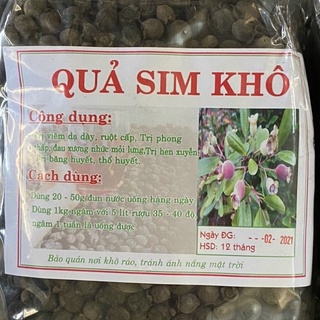 QUẢ SIM KHÔ
Công dụng:
Trị viêm dạ dày, ruột cấp, Trị phong
thấp, đau xương nhức mỏi lưng, Trị hen xuyễn
Trị băng huyết, thổ huyết.
Cách dùng:
Dùng 20 - 50g đun nước uống hàng ngày
Dùng 1kg ngâm với 5 lít rượu 35 - 40 độ
ngâm 1 tuần là uống được
Ngày ĐG: -- -02- 2021
HSD: 12 tháng
Bảo quản nơi khô ráo, tránh ánh nắng mặt trời